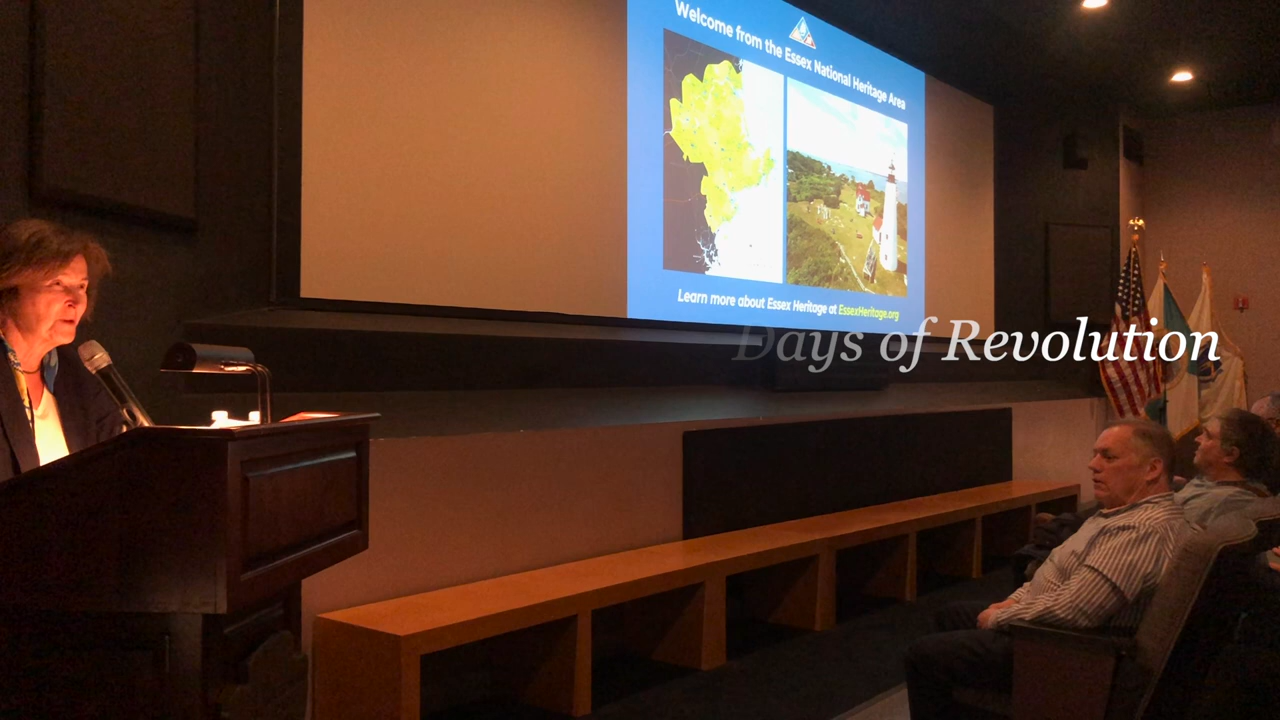 Welcome from the Essex National Heritage Area
Learn more about Essex Heritage at EssexHeritage.org
Days of Revolution